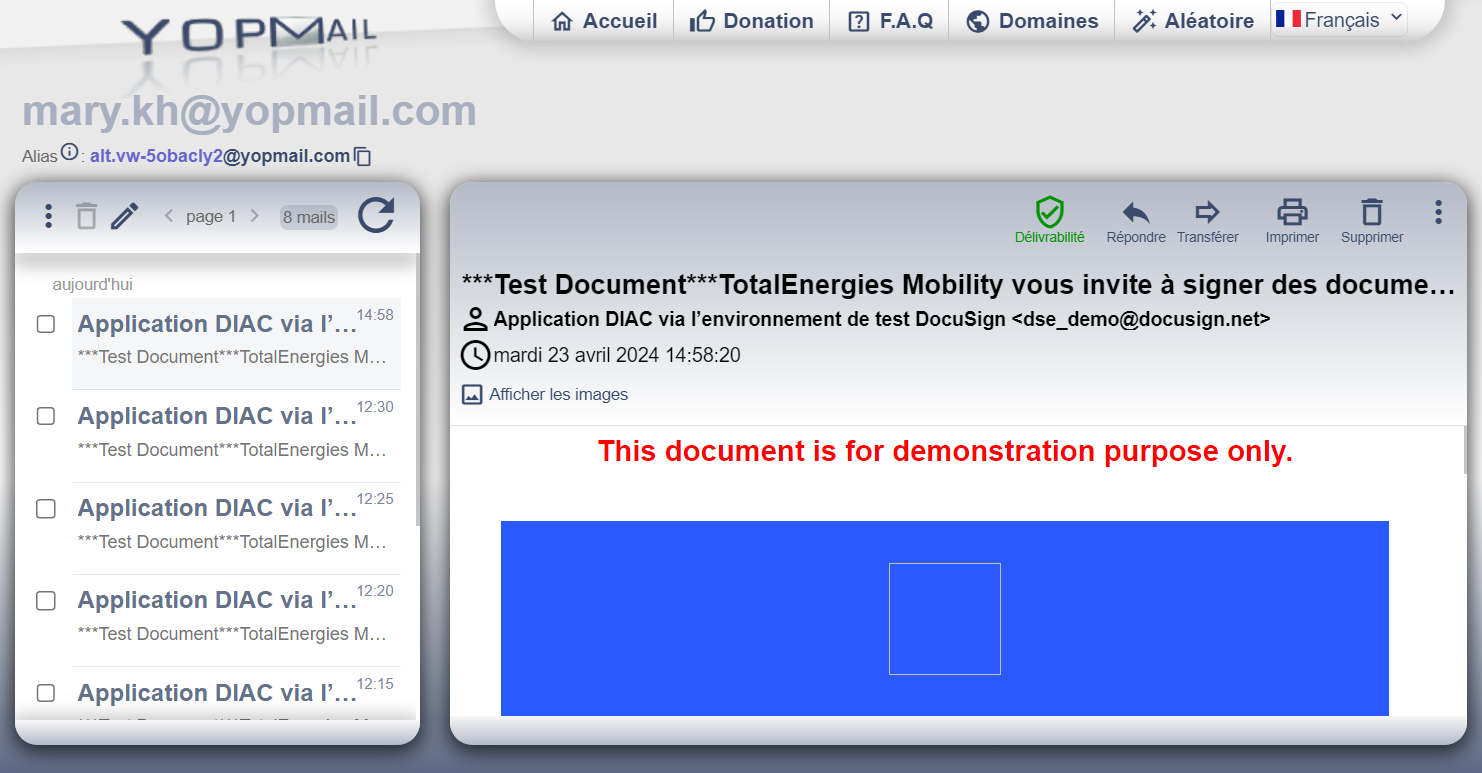 YOPMAIL
Accueil
Donation
F.A.Q
Domaines
Aléatoire
Français
mary.kh@yopmail.com
Alias : alt.vw-5obacly2@yopmail.com
page 1
8 mails
aujourd'hui
Application DIAC via l’… 14:58
***Test Document***TotalEnergies M…
Application DIAC via l’… 12:30
***Test Document***TotalEnergies M…
Application DIAC via l’… 12:25
***Test Document***TotalEnergies M…
Application DIAC via l’… 12:20
***Test Document***TotalEnergies M…
Application DIAC via l’… 12:15
Délivrabilité
Répondre
Transférer
Imprimer
Supprimer
***Test Document***TotalEnergies Mobility vous invite à signer des docume…
Application DIAC via l’environnement de test DocuSign <dse_demo@docusign.net>
mardi 23 avril 2024 14:58:20
Afficher les images
This document is for demonstration purpose only.